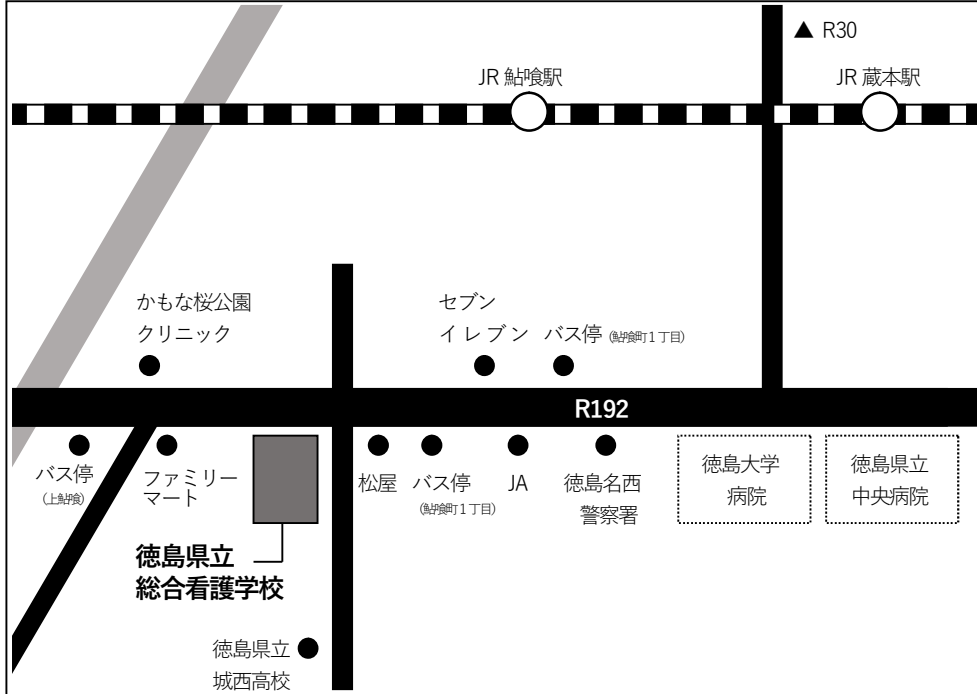 ▲ R30
JR 鮎喰駅
JR 蔵本駅
かもな桜公園
クリニック
セブン
イレブン
バス停 (鮎喰町1丁目)
R192
バス停
(上鮎喰)
ファミリー
マート
松屋
バス停
(鮎喰町1丁目)
JA
徳島名西
警察署
徳島大学
病院
徳島県立
中央病院
徳島県立
総合看護学校
徳島県立
城西高校